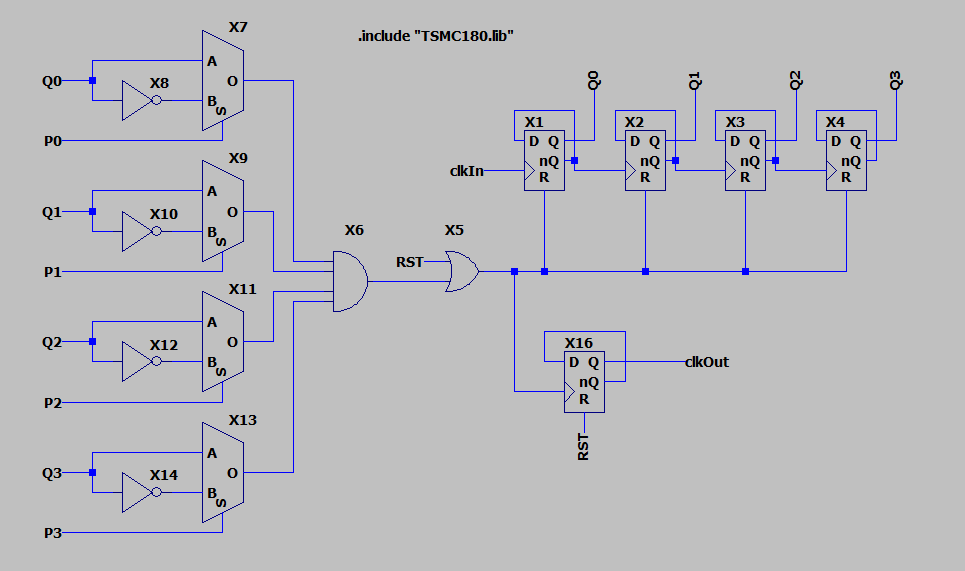 .include "TSMC180.lib"
X7
A
O
B
S
Q0
X8
P0
X9
A
O
B
S
Q1
X10
P1
X11
A
O
B
S
Q2
X12
P2
X13
A
O
B
S
Q3
X14
P3
X6
X5
RST
Q0
Q1
Q2
Q3
clkIn
X1
D Q
nQ
R
X2
D Q
nQ
R
X3
D Q
nQ
R
X4
D Q
nQ
R
X16
D Q
nQ
R
clkOut
RST